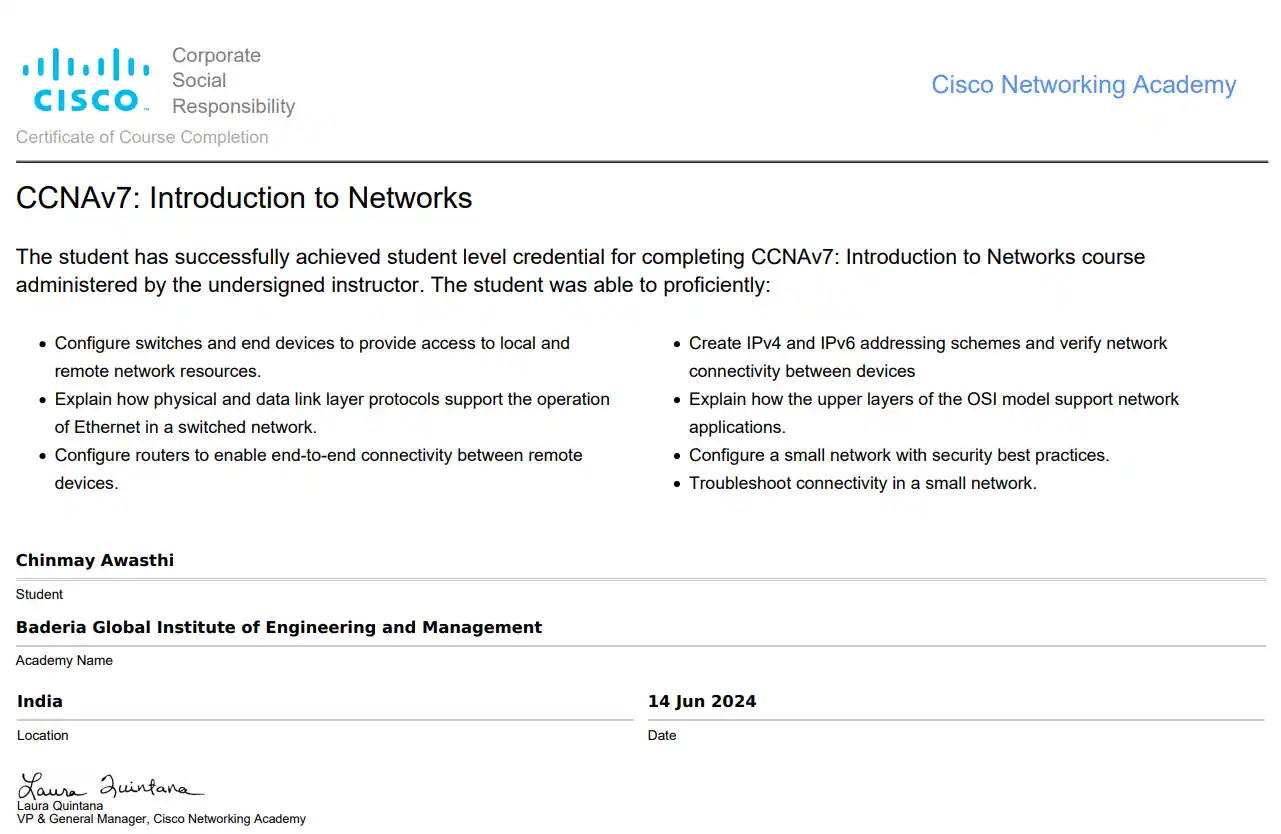 Corporate
Social
Responsibility
CISCO™
Cisco Networking Academy
Certificate of Course Completion
CCNAv7: Introduction to Networks
The student has successfully achieved student level credential for completing CCNAv7: Introduction to Networks course
administered by the undersigned instructor. The student was able to proficiently:
• Configure switches and end devices to provide access to local and
remote network resources.
• Explain how physical and data link layer protocols support the operation
of Ethernet in a switched network.
• Configure routers to enable end-to-end connectivity between remote
devices.
• Create IPv4 and IPv6 addressing schemes and verify network
connectivity between devices
• Explain how the upper layers of the OSI model support network
applications.
• Configure a small network with security best practices.
• Troubleshoot connectivity in a small network.
Chinmay Awasthi
Student
Baderia Global Institute of Engineering and Management
Academy Name
India
Location
14 Jun 2024
Date
Laura Quintana
Laura Quintana
VP & General Manager, Cisco Networking Academy